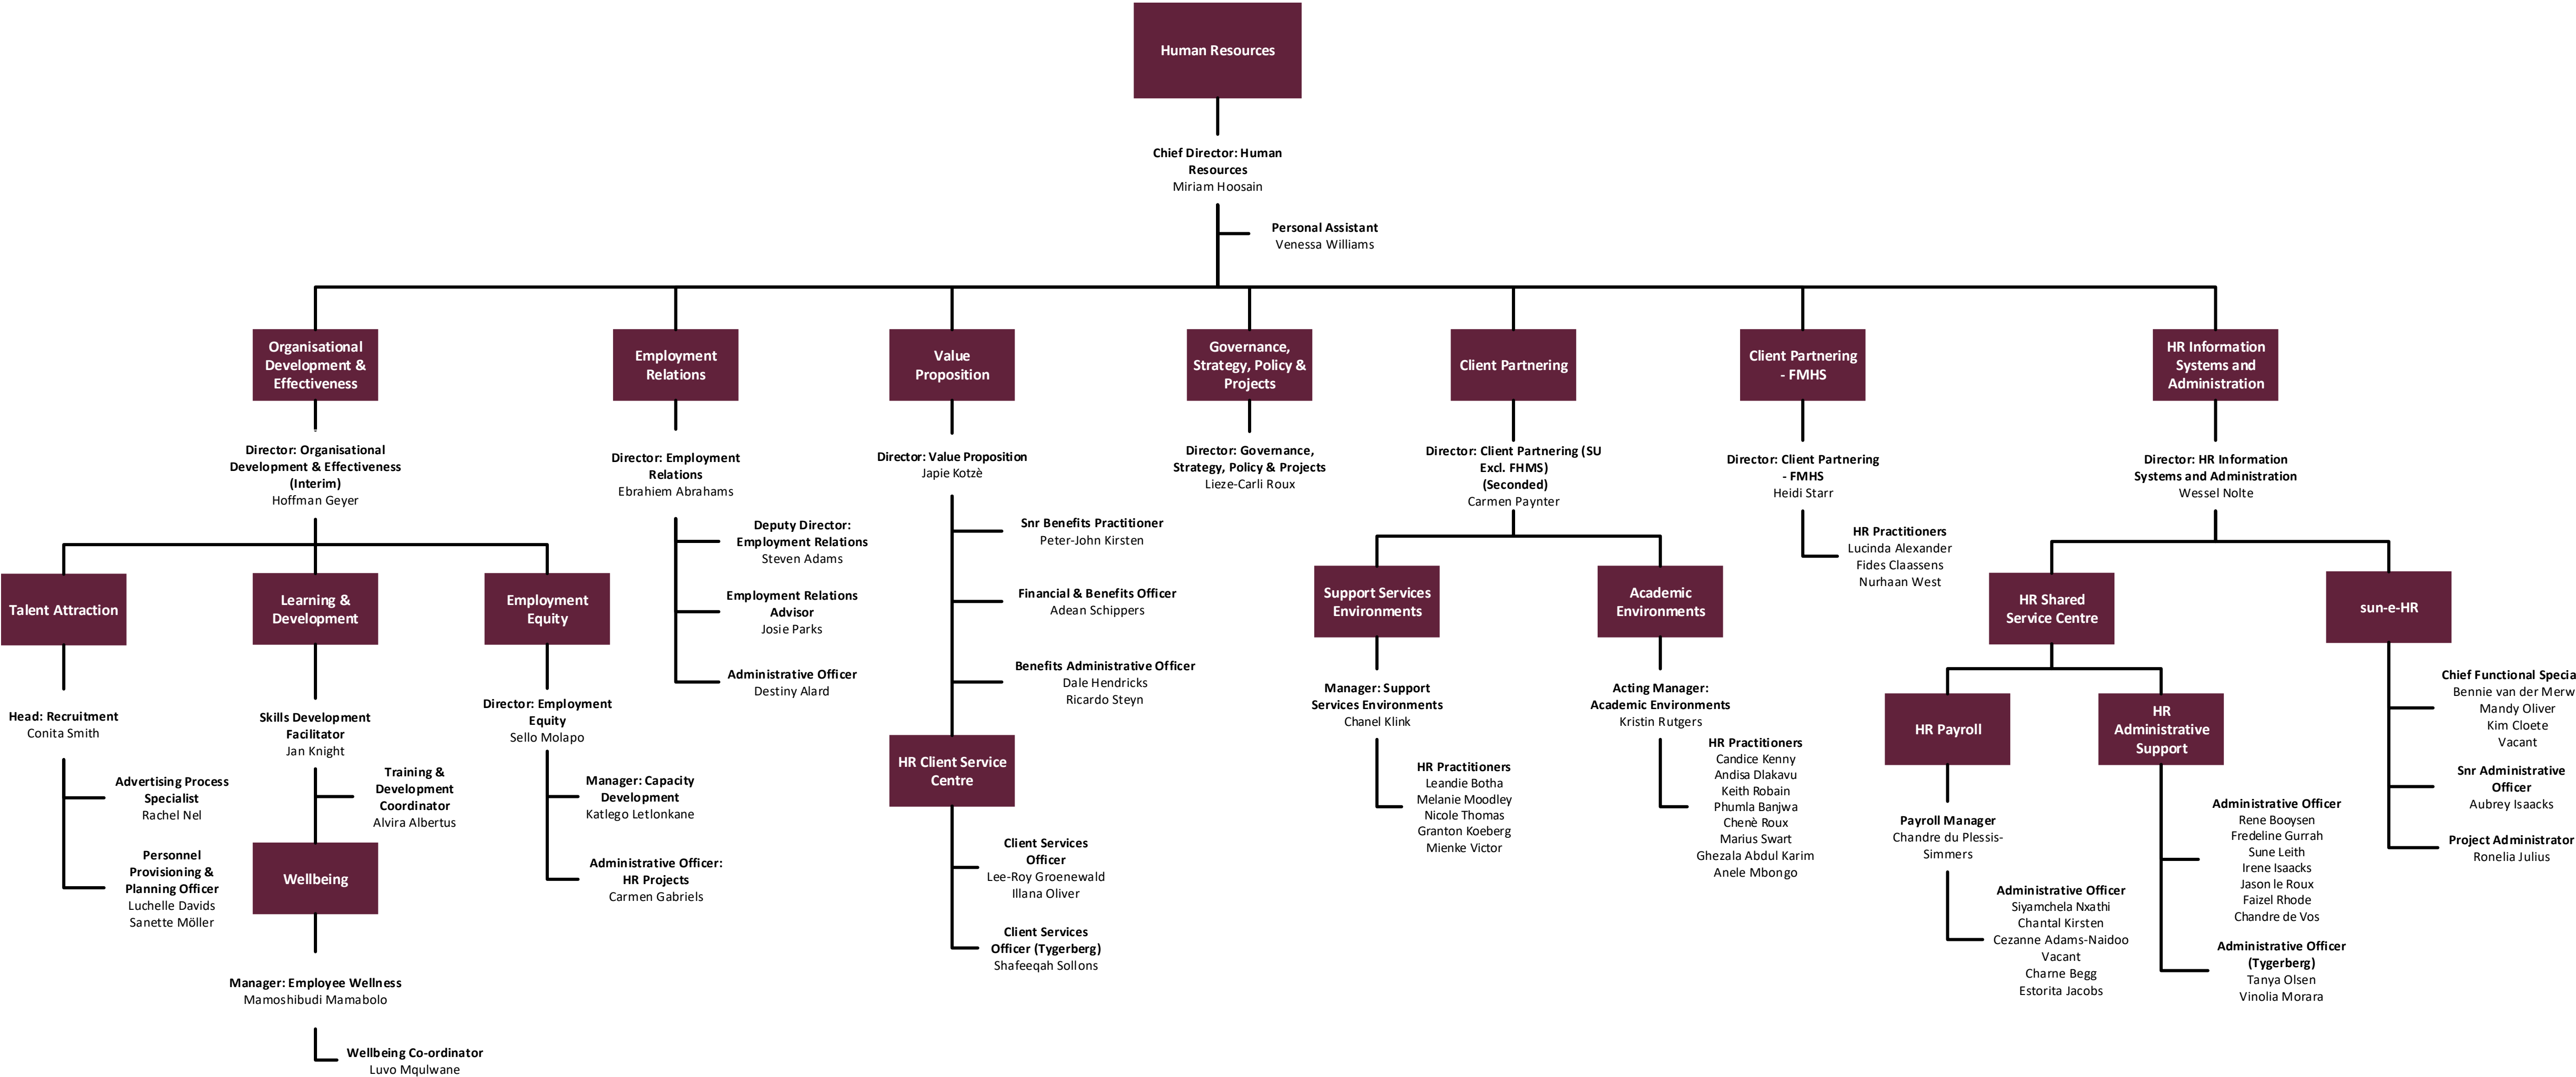 Human Resources
Chief Director: Human
Resources
Miriam Hoosain
Personal Assistant
Venessa Williams
Organisational
Development &
Effectiveness
Director: Organisational
Development & Effectiveness
(Interim)
Hoffman Geyer
Talent Attraction
Head: Recruitment
Conita Smith
Advertising Process
Specialist
Rachel Nel
Personnel
Provisioning &
Planning Officer
Luchelle Davids
Sanette Möller
Learning &
Development
Skills Development
Facilitator
Jan Knight
Training &
Development
Coordinator
Alvira Albertus
Wellbeing
Manager: Employee Wellness
Mamoshibudi Mamabolo
Wellbeing Co-ordinator
Luvo Mqulwane
Employment
Equity
Director: Employment
Equity
Sello Molapo
Manager: Capacity
Development
Katlego Letlonkane
Administrative Officer:
HR Projects
Carmen Gabriels
Employment
Relations
Director: Employment
Relations
Ebrahiem Abrahams
Deputy Director:
Employment Relations
Steven Adams
Employment Relations
Advisor
Josie Parks
Administrative Officer
Destiny Alard
Value
Proposition
Director: Value Proposition
Japie Kotzè
Snr Benefits Practitioner
Peter-John Kirsten
Financial & Benefits Officer
Adean Schippers
Benefits Administrative Officer
Dale Hendricks
Ricardo Steyn
HR Client Service
Centre
Client Services
Officer
Lee-Roy Groenewald
Illana Oliver
Client Services
Officer (Tygerberg)
Shafeeqah Sollons
Governance,
Strategy, Policy &
Projects
Director: Governance,
Strategy, Policy & Projects
Lieze-Carli Roux
Client Partnering
Director: Client Partnering (SU
Excl. FHMS)
(Seconded)
Carmen Paynter
Support Services
Environments
Manager: Support
Services Environments
Chanel Klink
HR Practitioners
Leandie Botha
Melanie Moodley
Nicole Thomas
Granton Koeberg
Mienke Victor
Academic
Environments
Acting Manager:
Academic Environments
Kristin Rutgers
HR Practitioners
Candice Kenny
Andisa Dlakavu
Keith Robain
Phumla Banjwa
Chenè Roux
Marius Swart
Ghezala Abdul Karim
Anele Mbongo
Client Partnering
- FMHS
Director: Client Partnering
- FMHS
Heidi Starr
HR Practitioners
Lucinda Alexander
Fides Claassens
Nurhaan West
HR Information
Systems and
Administration
Director: HR Information
Systems and Administration
Wessel Nolte
HR Shared
Service Centre
HR Payroll
Payroll Manager
Chandre du Plessis-
Simmers
Administrative Officer
Siyamchela Nxathi
Chantal Kirsten
Cezanne Adams-Naidoo
Vacant
Charne Begg
Estorita Jacobs
HR
Administrative
Support
Administrative Officer
Rene Booysen
Fredeline Gurrah
Sune Leith
Irene Isaacks
Jason le Roux
Faizel Rhode
Chandre de Vos
Administrative Officer
(Tygerberg)
Tanya Olsen
Vinolia Morara
sun-e-HR
Chief Functional Specia
Bennie van der Merw
Mandy Oliver
Kim Cloete
Vacant
Snr Administrative
Officer
Aubrey Isaacks
Project Administrator
Ronelia Julius